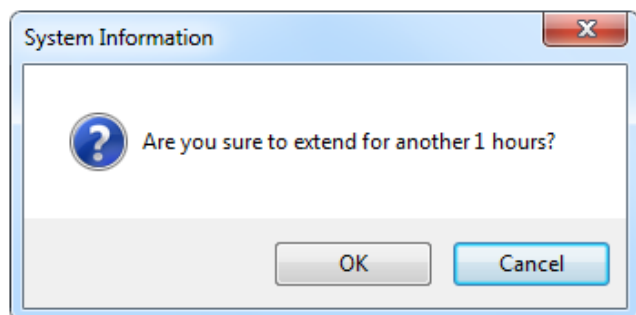 System Information
Are you sure to extend for another 1 hours?
OK
Cancel